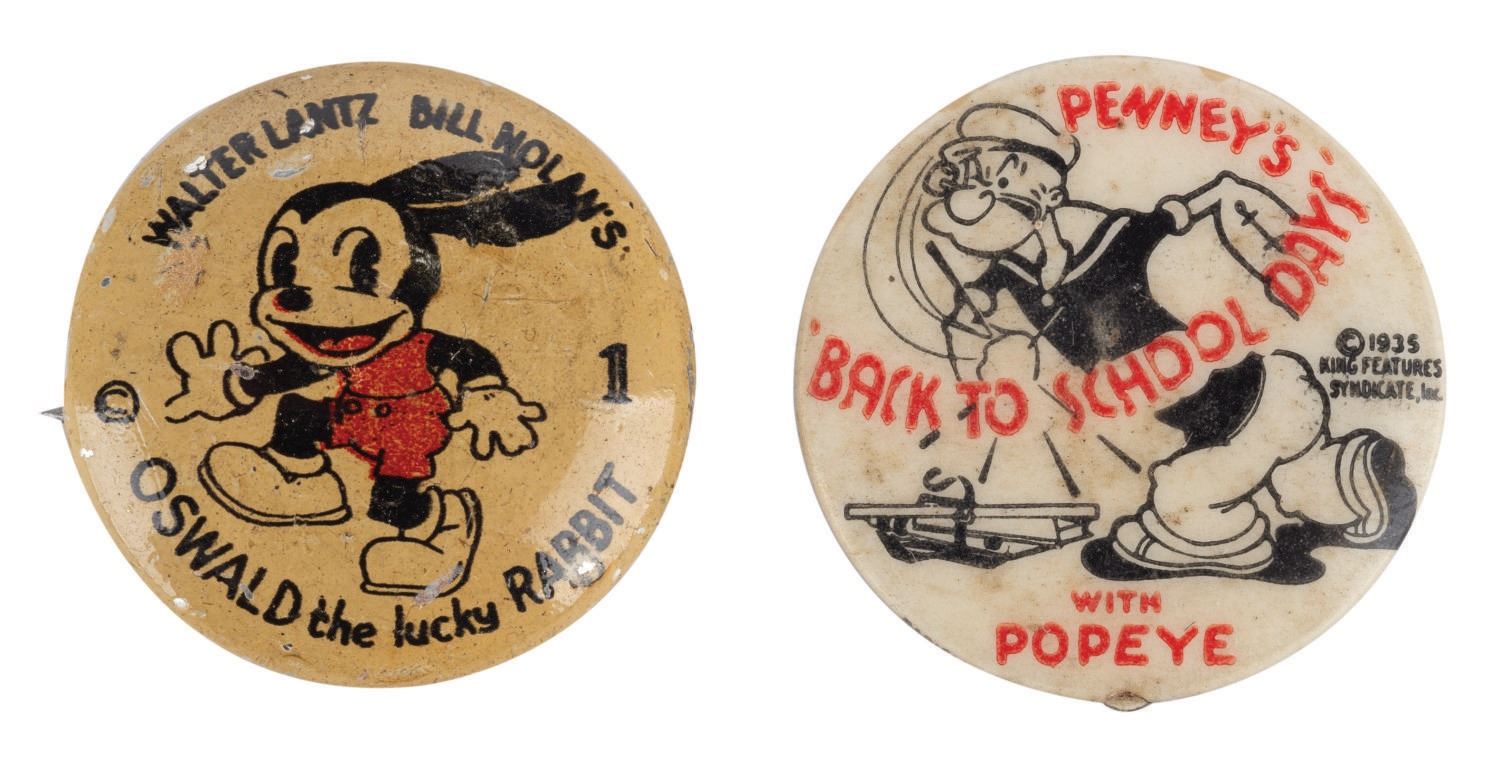 WALTER LANTZ BILL NOLAN'S
1
©
OSWALD the lucky RABBIT
PENNEY'S
'BACK TO SCHOOL DAYS'
© 1935
KING FEATURES
SYNDICATE, Inc.
WITH
POPEYE